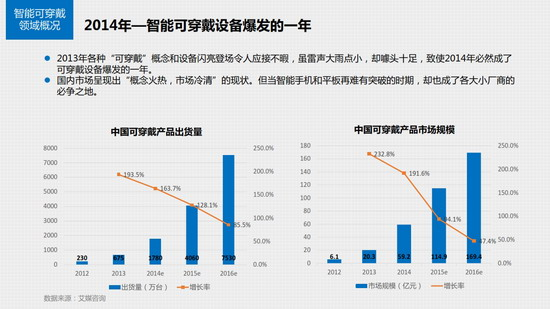 智能可穿戴
领域概况
2014年—智能可穿戴设备爆发的一年
● 2013年各种“可穿戴”概念和设备闪亮登场令人应接不暇，虽雷声大雨点小，却噱头十足，致使2014年必然成了
可穿戴设备爆发的一年。
● 国内市场呈现出“概念火热，市场冷清”的现状。但当智能手机和平板再难有突破的时期，却也成了各大小厂商的
必争之地。
中国可穿戴产品出货量
8000
7000
6000
5000
4000
3000
2000
1000
0
250.0%
200.0%
150.0%
100.0%
50.0%
0.0%
193.5%
163.7%
128.1%
85.5%
230
675
1780
4060
7530
2012
2013
2014e
2015e
2016e
出货量（万台）
增长率
中国可穿戴产品市场规模
180
160
140
120
100
80
60
40
20
0
250.0%
200.0%
150.0%
100.0%
50.0%
0.0%
232.8%
191.6%
94.1%
47.4%
6.1
20.3
59.2
114.9
169.4
2012
2013
2014e
2015e
2016e
市场规模（亿元）
增长率
数据来源：艾媒咨询